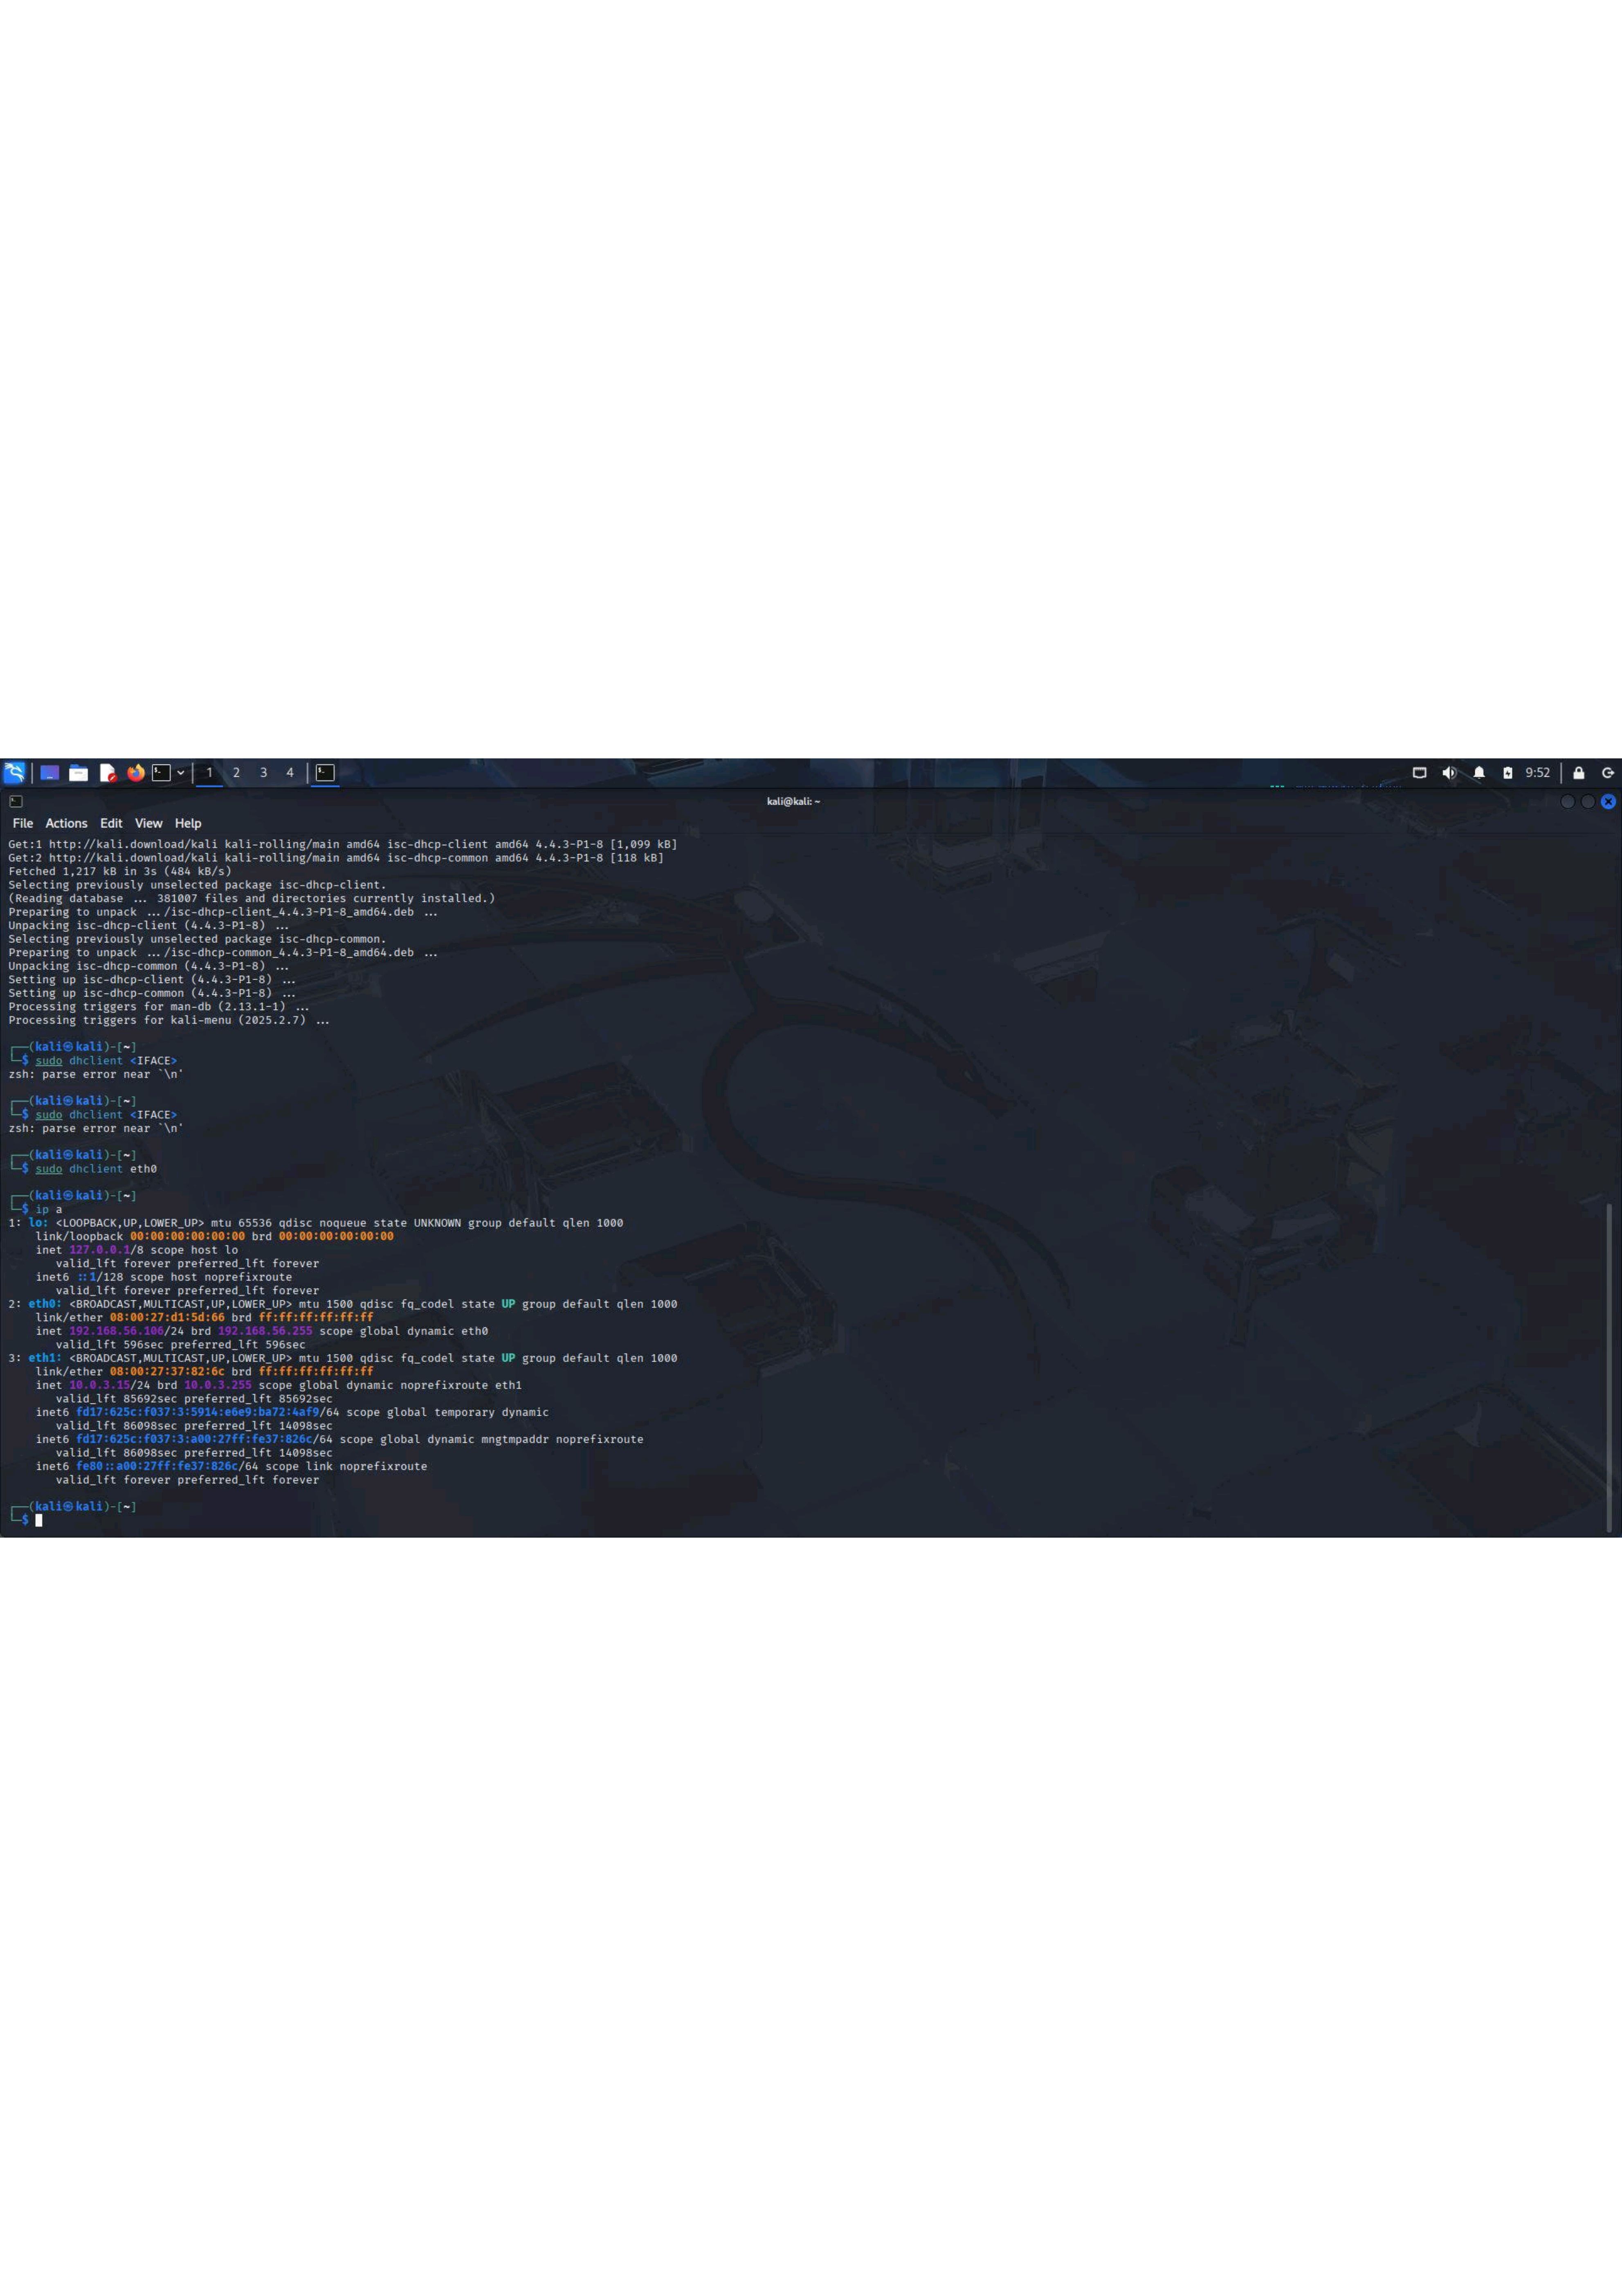 1 2 3 4 9:52
kali@kali: ~
File Actions Edit View Help
Get:1 http://kali.download/kali kali-rolling/main amd64 isc-dhcp-client amd64 4.4.3-P1-8 [1,099 kB]
Get:2 http://kali.download/kali kali-rolling/main amd64 isc-dhcp-common amd64 4.4.3-P1-8 [118 kB]
Fetched 1,217 kB in 3s (484 kB/s)
Selecting previously unselected package isc-dhcp-client.
(Reading database ... 381007 files and directories currently installed.)
Preparing to unpack .../isc-dhcp-client_4.4.3-P1-8_amd64.deb ...
Unpacking isc-dhcp-client (4.4.3-P1-8) ...
Selecting previously unselected package isc-dhcp-common.
Preparing to unpack .../isc-dhcp-common_4.4.3-P1-8_amd64.deb ...
Unpacking isc-dhcp-common (4.4.3-P1-8) ...
Setting up isc-dhcp-client (4.4.3-P1-8) ...
Setting up isc-dhcp-common (4.4.3-P1-8) ...
Processing triggers for man-db (2.13.1-1) ...
Processing triggers for kali-menu (2025.2.7) ...
┌──(kali㉿kali)-[~]
└─$ sudo dhclient <IFACE>
zsh: parse error near `\n'
┌──(kali㉿kali)-[~]
└─$ sudo dhclient <IFACE>
zsh: parse error near `\n'
┌──(kali㉿kali)-[~]
└─$ sudo dhclient eth0
┌──(kali㉿kali)-[~]
└─$ ip a
1: lo: <LOOPBACK,UP,LOWER_UP> mtu 65536 qdisc noqueue state UNKNOWN group default qlen 1000
link/loopback 00:00:00:00:00:00 brd 00:00:00:00:00:00
inet 127.0.0.1/8 scope host lo
valid_lft forever preferred_lft forever
inet6 ::1/128 scope host noprefixroute
valid_lft forever preferred_lft forever
2: eth0: <BROADCAST,MULTICAST,UP,LOWER_UP> mtu 1500 qdisc fq_codel state UP group default qlen 1000
link/ether 08:00:27:d1:5d:66 brd ff:ff:ff:ff:ff:ff
inet 192.168.56.106/24 brd 192.168.56.255 scope global dynamic eth0
valid_lft 596sec preferred_lft 596sec
3: eth1: <BROADCAST,MULTICAST,UP,LOWER_UP> mtu 1500 qdisc fq_codel state UP group default qlen 1000
link/ether 08:00:27:37:82:6c brd ff:ff:ff:ff:ff:ff
inet 10.0.3.15/24 brd 10.0.3.255 scope global dynamic noprefixroute eth1
valid_lft 85692sec preferred_lft 85692sec
inet6 fd17:625c:f037:3:5914:e6e9:ba72:4af9/64 scope global temporary dynamic
valid_lft 86098sec preferred_lft 14098sec
inet6 fd17:625c:f037:3:a00:27ff:fe37:826c/64 scope global dynamic mngtmpaddr noprefixroute
valid_lft 86098sec preferred_lft 14098sec
inet6 fe80::a00:27ff:fe37:826c/64 scope link noprefixroute
valid_lft forever preferred_lft forever
┌──(kali㉿kali)-[~]
└─$